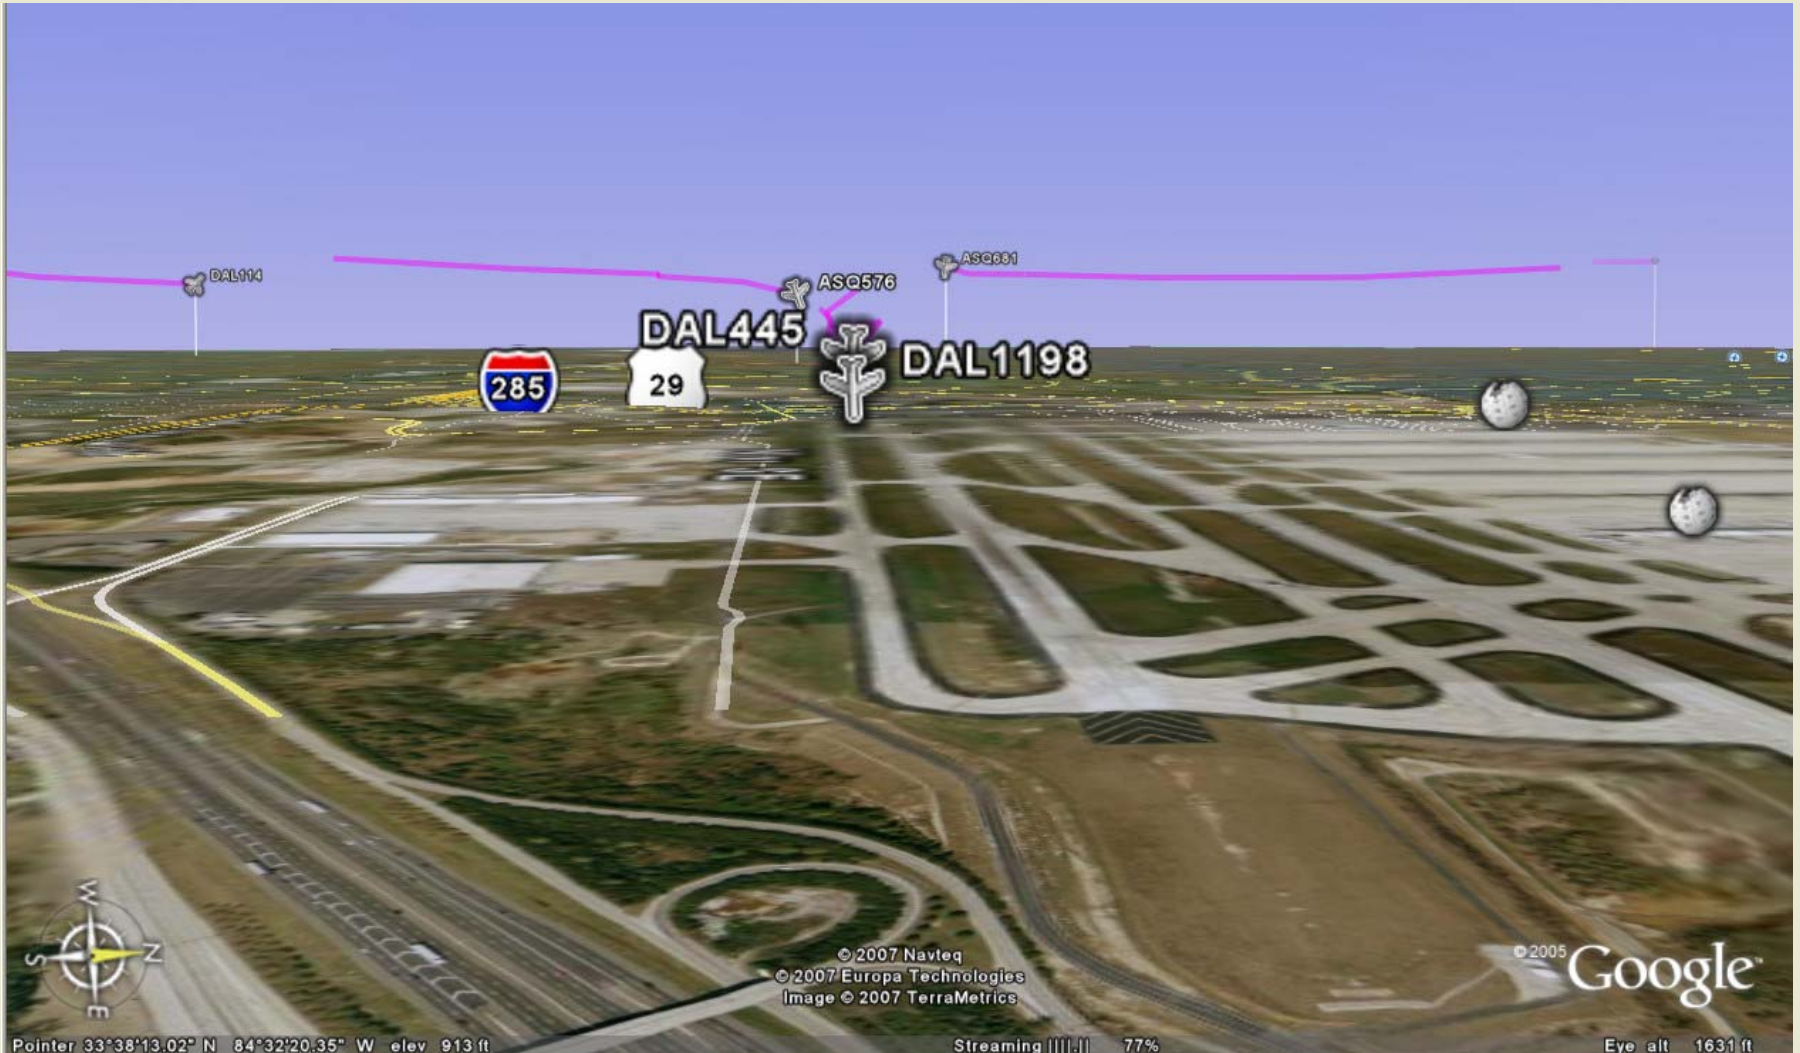 DAL114
ASQ681
ASQ576
DAL445
DAL1198
285
29
W
S
N
E
© 2007 Navteq
© 2007 Europa Technologies
Image © 2007 TerraMetrics
© 2005 Google™
Pointer 33°38'13.02" N 84°32'20.35" W elev 913 ft
Streaming ||||.|| 77%
Eye alt 1631 ft